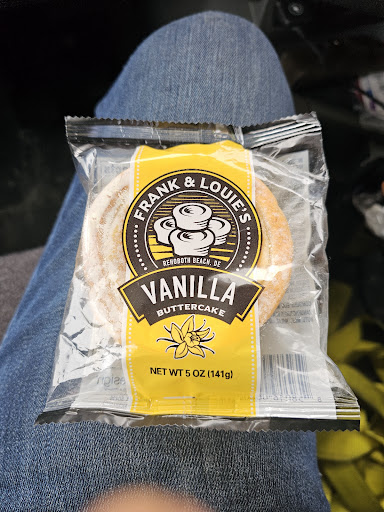 FRANK & LOUIE'S
REHOBOTH BEACH, DE
VANILLA
BUTTERCAKE
NET WT 5 OZ (141g)